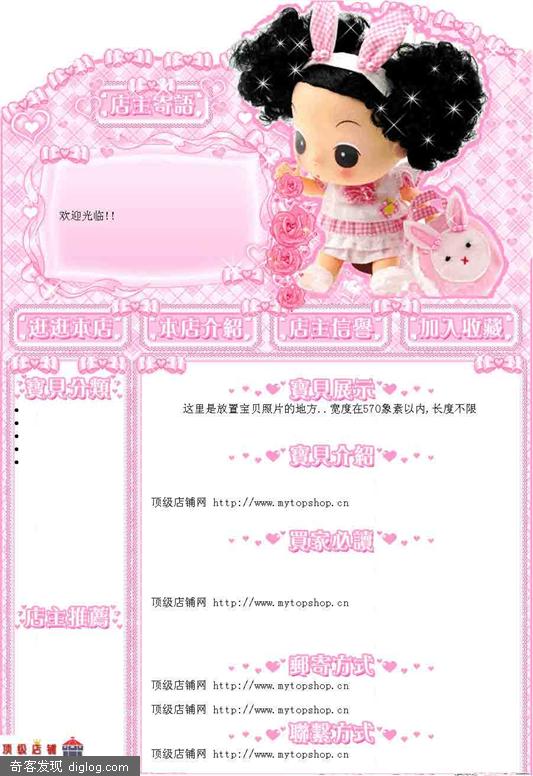 店主寄語
欢迎光临!!
逛逛本店
本店介紹
店主信譽
加入收藏
寶貝分類
寶貝展示
这里是放置宝贝照片的地方..宽度在570象素以内,长度不限
寶貝介紹
顶级店铺网 http://www.mytopshop.cn
買家必讀
顶级店铺网 http://www.mytopshop.cn
店主推薦
郵寄方式
顶级店铺网 http://www.mytopshop.cn
顶级店铺网 http://www.mytopshop.cn
聯繫方式
顶级店铺网 http://www.mytopshop.cn
顶级店铺
奇客发现 diglog.com